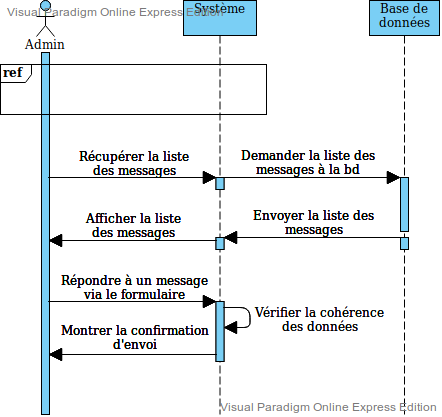 Visual Paradigm Online Express Edition
Admin
Système
Base de
données
ref
Récupérer la liste
des messages
Demander la liste des
messages à la bd
Envoyer la liste des
messages
Afficher la liste
des messages
Répondre à un message
via le formulaire
Vérifier la cohérence
des données
Montrer la confirmation
d'envoi
Visual Paradigm Online Express Edition